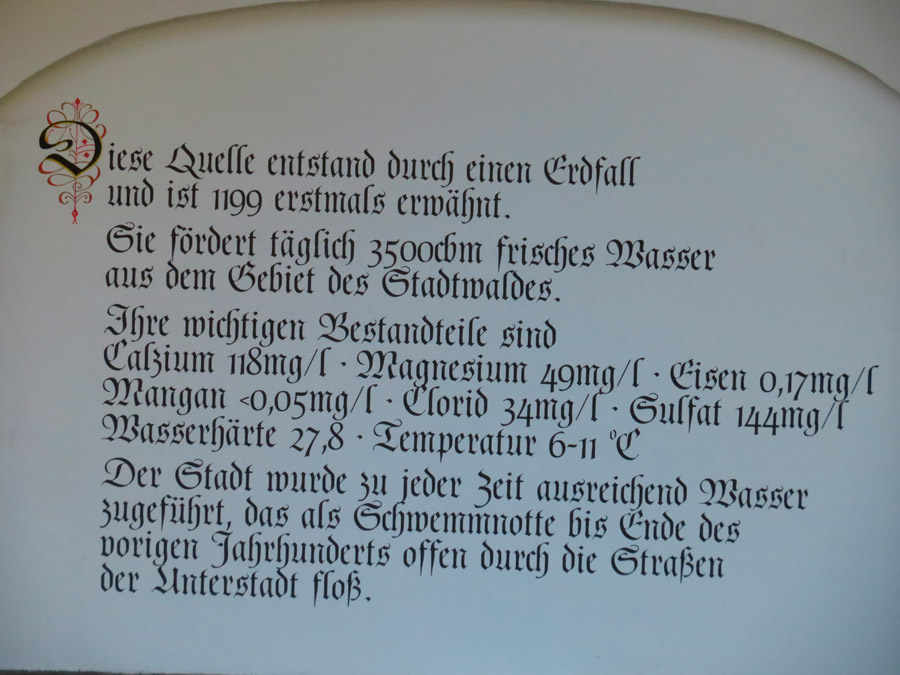 Diese Quelle entstand durch einen Erdfall
und ist 1199 erstmals erwähnt.
Sie fördert täglich 3500cbm frisches Wasser
aus dem Gebiet des Stadtwaldes.
Ihre wichtigen Bestandteile sind
Calzium 118mg/l · Magnesium 49mg/l · Eisen 0,17mg/l
Mangan <0,05mg/l · Clorid 34mg/l · Sulfat 144mg/l
Wasserhärte 27,8 · Temperatur 6-11 °C
Der Stadt wurde zu jeder Zeit ausreichend Wasser
zugeführt, das als Schwemmnotte bis Ende des
vorigen Jahrhunderts offen durch die Straßen
der Unterstadt floß.